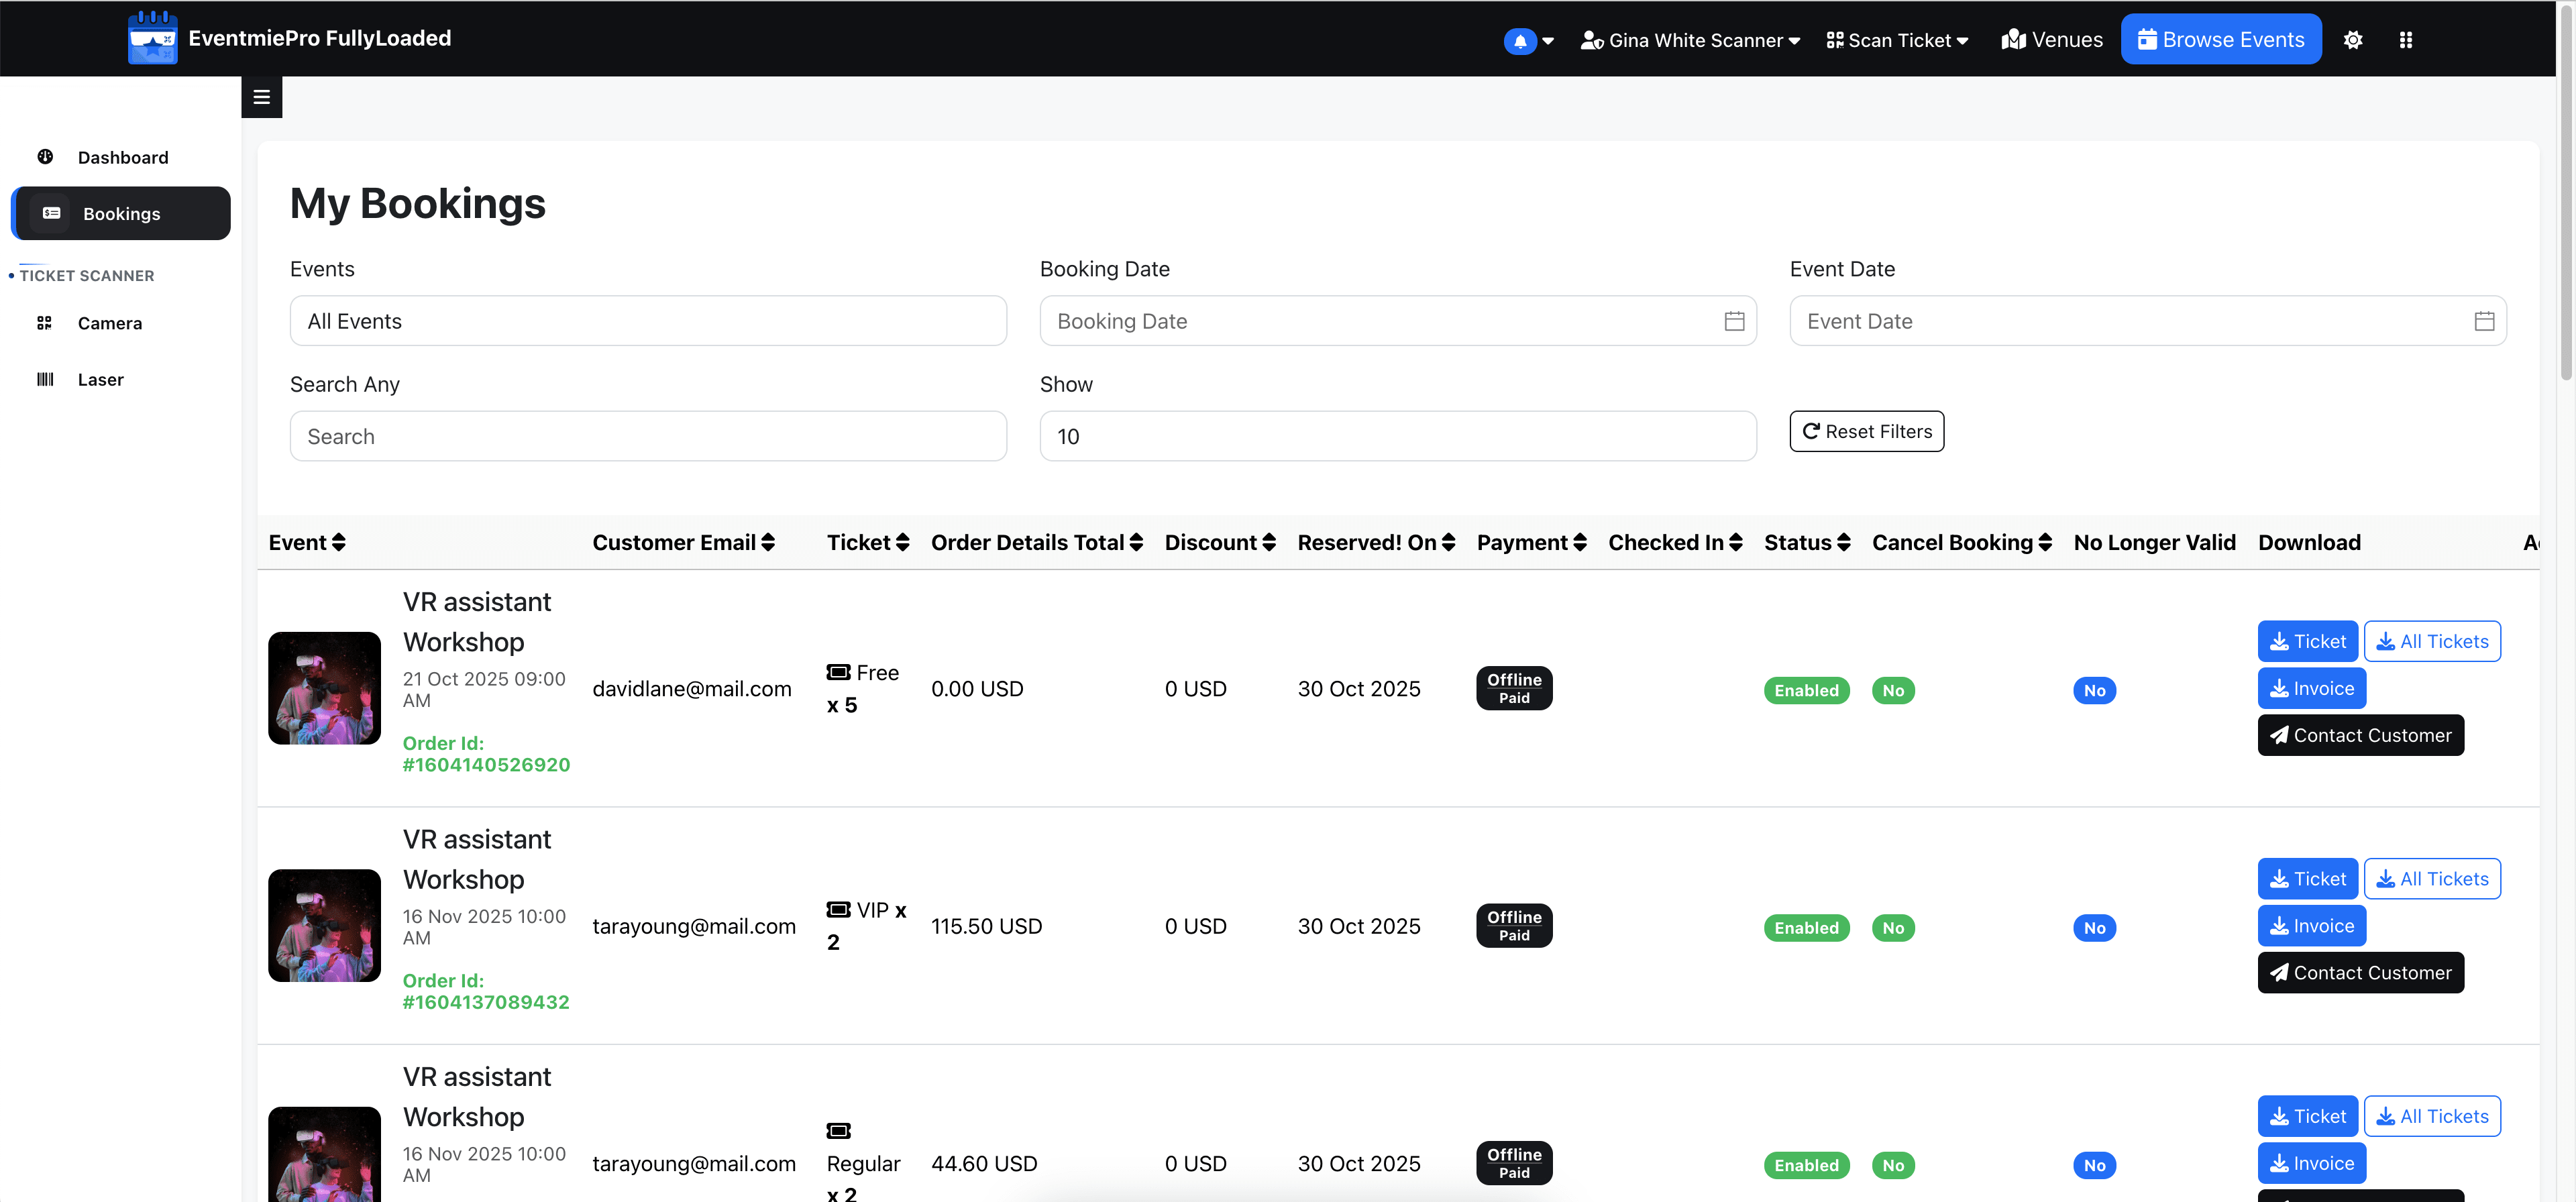 EventmiePro FullyLoaded
Gina White Scanner
Scan Ticket
Venues
Browse Events
Dashboard
Bookings
TICKET SCANNER
Camera
Laser
My Bookings
Events
Booking Date
Event Date
All Events
Booking Date
Event Date
Search Any
Show
Search
10
Reset Filters
Event Customer Email Ticket Order Details Total Discount Reserved! On Payment Checked In Status Cancel Booking No Longer Valid Download
VR assistant
Workshop
21 Oct 2025 09:00
AM
Order Id:
#1604140526920
davidlane@mail.com
Free
x 5
0.00 USD
0 USD
30 Oct 2025
Offline
Paid
Enabled
No
No
Ticket
All Tickets
Invoice
Contact Customer
VR assistant
Workshop
16 Nov 2025 10:00
AM
Order Id:
#1604137089432
tarayoung@mail.com
VIP x
2
115.50 USD
0 USD
30 Oct 2025
Offline
Paid
Enabled
No
No
Ticket
All Tickets
Invoice
Contact Customer
VR assistant
Workshop
16 Nov 2025 10:00
AM
tarayoung@mail.com
Regular
x 2
44.60 USD
0 USD
30 Oct 2025
Offline
Paid
Enabled
No
No
Ticket
All Tickets
Invoice